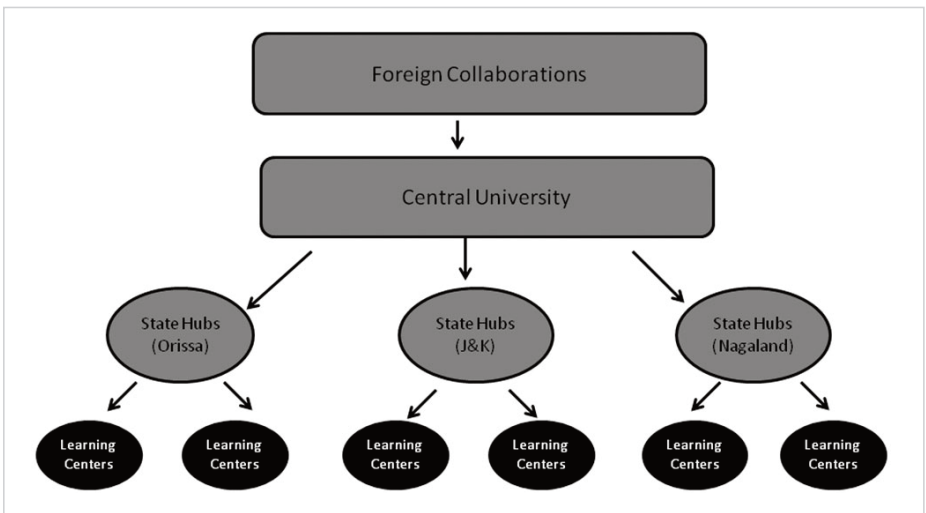 Foreign Collaborations
Central University
State Hubs
(Orissa)
State Hubs
(J&K)
State Hubs
(Nagaland)
Learning
Centers
Learning
Centers
Learning
Centers
Learning
Centers
Learning
Centers
Learning
Centers